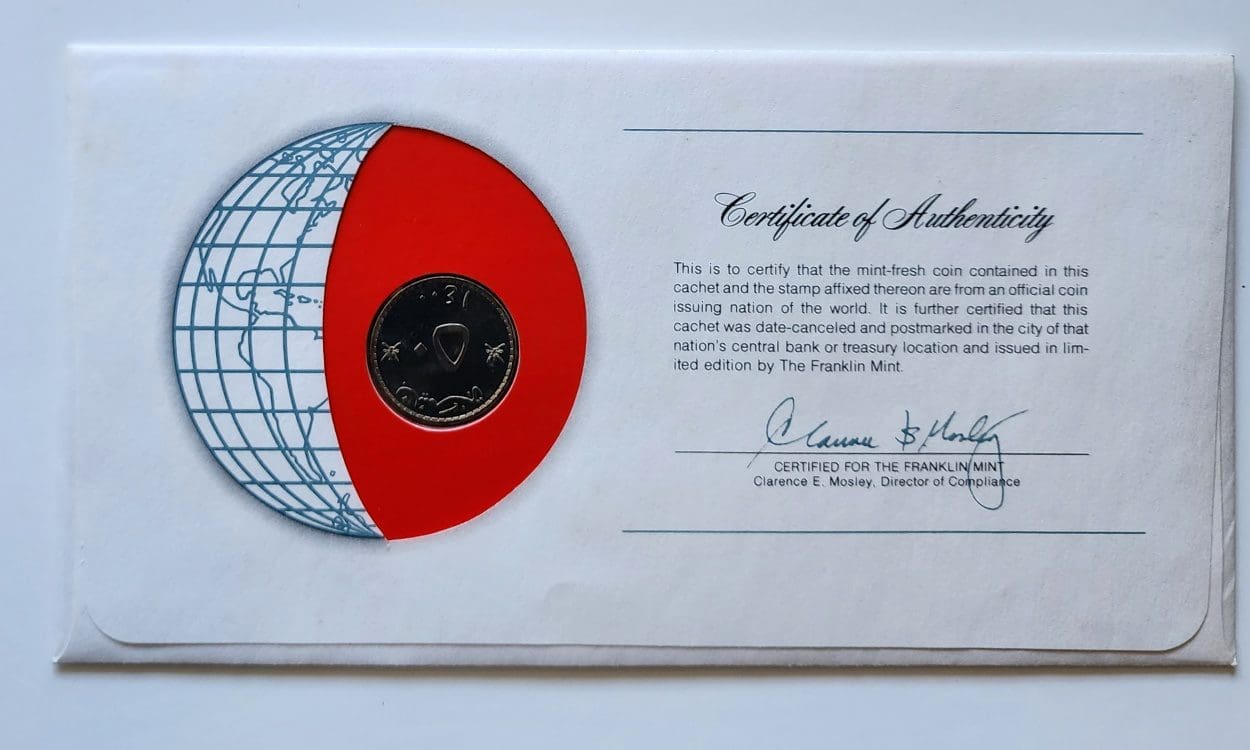 ٥٠
١٤٠٠
Certificate of Authenticity
This is to certify that the mint-fresh coin contained in this
cachet and the stamp affixed thereon are from an official coin
issuing nation of the world. It is further certified that this
cachet was date-canceled and postmarked in the city of that
nation's central bank or treasury location and issued in lim-
ited edition by The Franklin Mint.
CERTIFIED FOR THE FRANKLIN MINT
Clarence E. Mosley, Director of Compliance